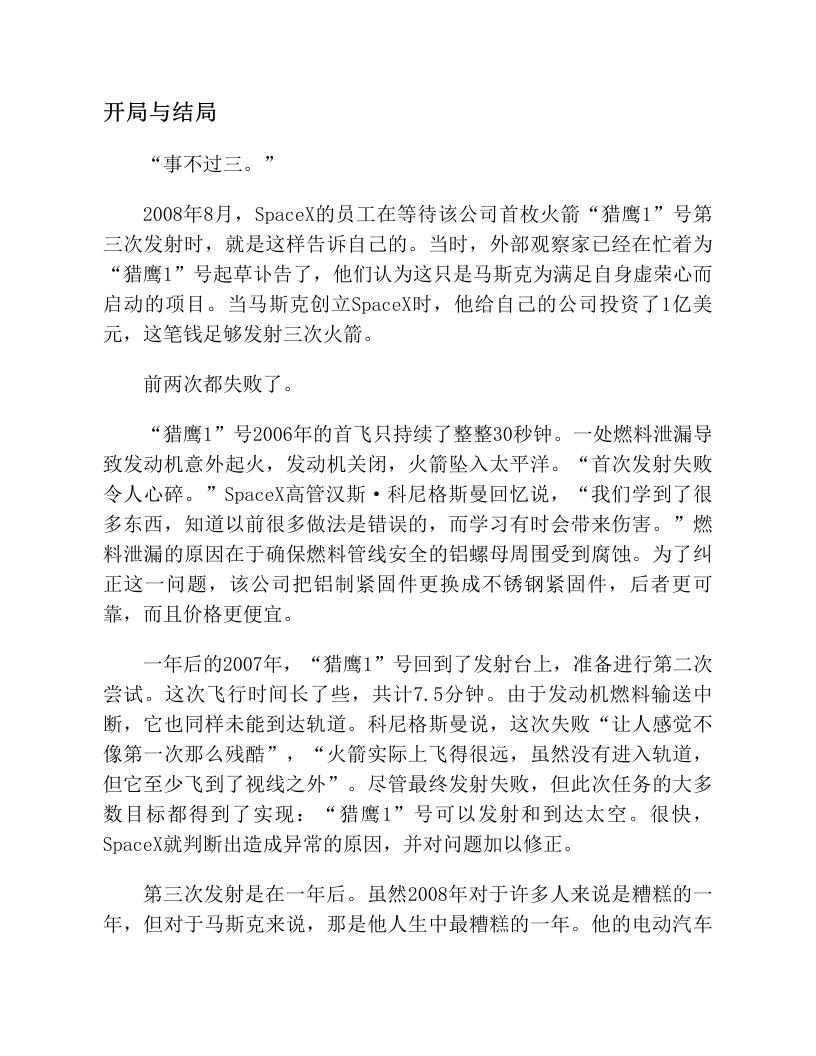 开局与结局
“事不过三。”
2008年8月，SpaceX的员工在等待该公司首枚火箭“猎鹰1”号第
三次发射时，就是这样告诉自己的。当时，外部观察家已经在忙着为
“猎鹰1”号起草讣告了，他们认为这只是马斯克为满足自身虚荣心而
启动的项目。当马斯克创立SpaceX时，他给自己的公司投资了1亿美
元，这笔钱足够发射三次火箭。
前两次都失败了。
“猎鹰1”号2006年的首飞只持续了整整30秒钟。一处燃料泄漏导
致发动机意外起火，发动机关闭，火箭坠入太平洋。“首次发射失败
令人心碎。”SpaceX高管汉斯·科尼格斯曼回忆说，“我们学到了很
多东西，知道以前很多做法是错误的，而学习有时会带来伤害。”燃
料泄漏的原因在于确保燃料管线安全的铝螺母周围受到腐蚀。为了纠
正这一问题，该公司把铝制紧固件更换成不锈钢紧固件，后者更可
靠，而且价格更便宜。
一年后的2007年，“猎鹰1”号回到了发射台上，准备进行第二次
尝试。这次飞行时间长了些，共计7.5分钟。由于发动机燃料输送中
断，它也同样未能到达轨道。科尼格斯曼说，这次失败“让人感觉不
像第一次那么残酷”，“火箭实际上飞得很远，虽然没有进入轨道，
但它至少飞到了视线之外”。尽管最终发射失败，但此次任务的大多
数目标都得到了实现：“猎鹰1”号可以发射和到达太空。很快，
SpaceX就判断出造成异常的原因，并对问题加以修正。
第三次发射是在一年后。虽然2008年对于许多人来说是糟糕的一
年，但对于马斯克来说，那是他人生中最糟糕的一年。他的电动汽车